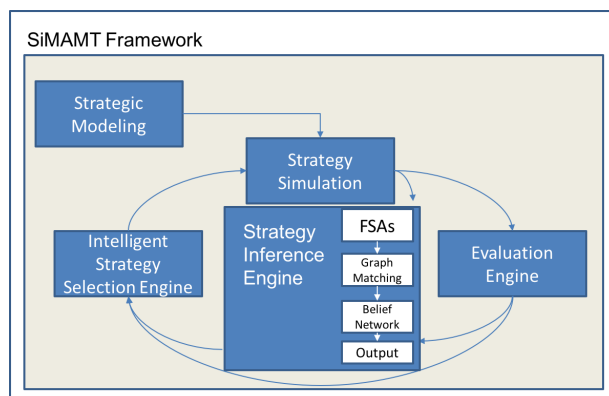 SiMAMT Framework
Strategic
Modeling
Strategy
Simulation
Strategy
Inference
Engine
FSAs
Graph
Matching
Belief
Network
Output
Intelligent
Strategy
Selection Engine
Evaluation
Engine